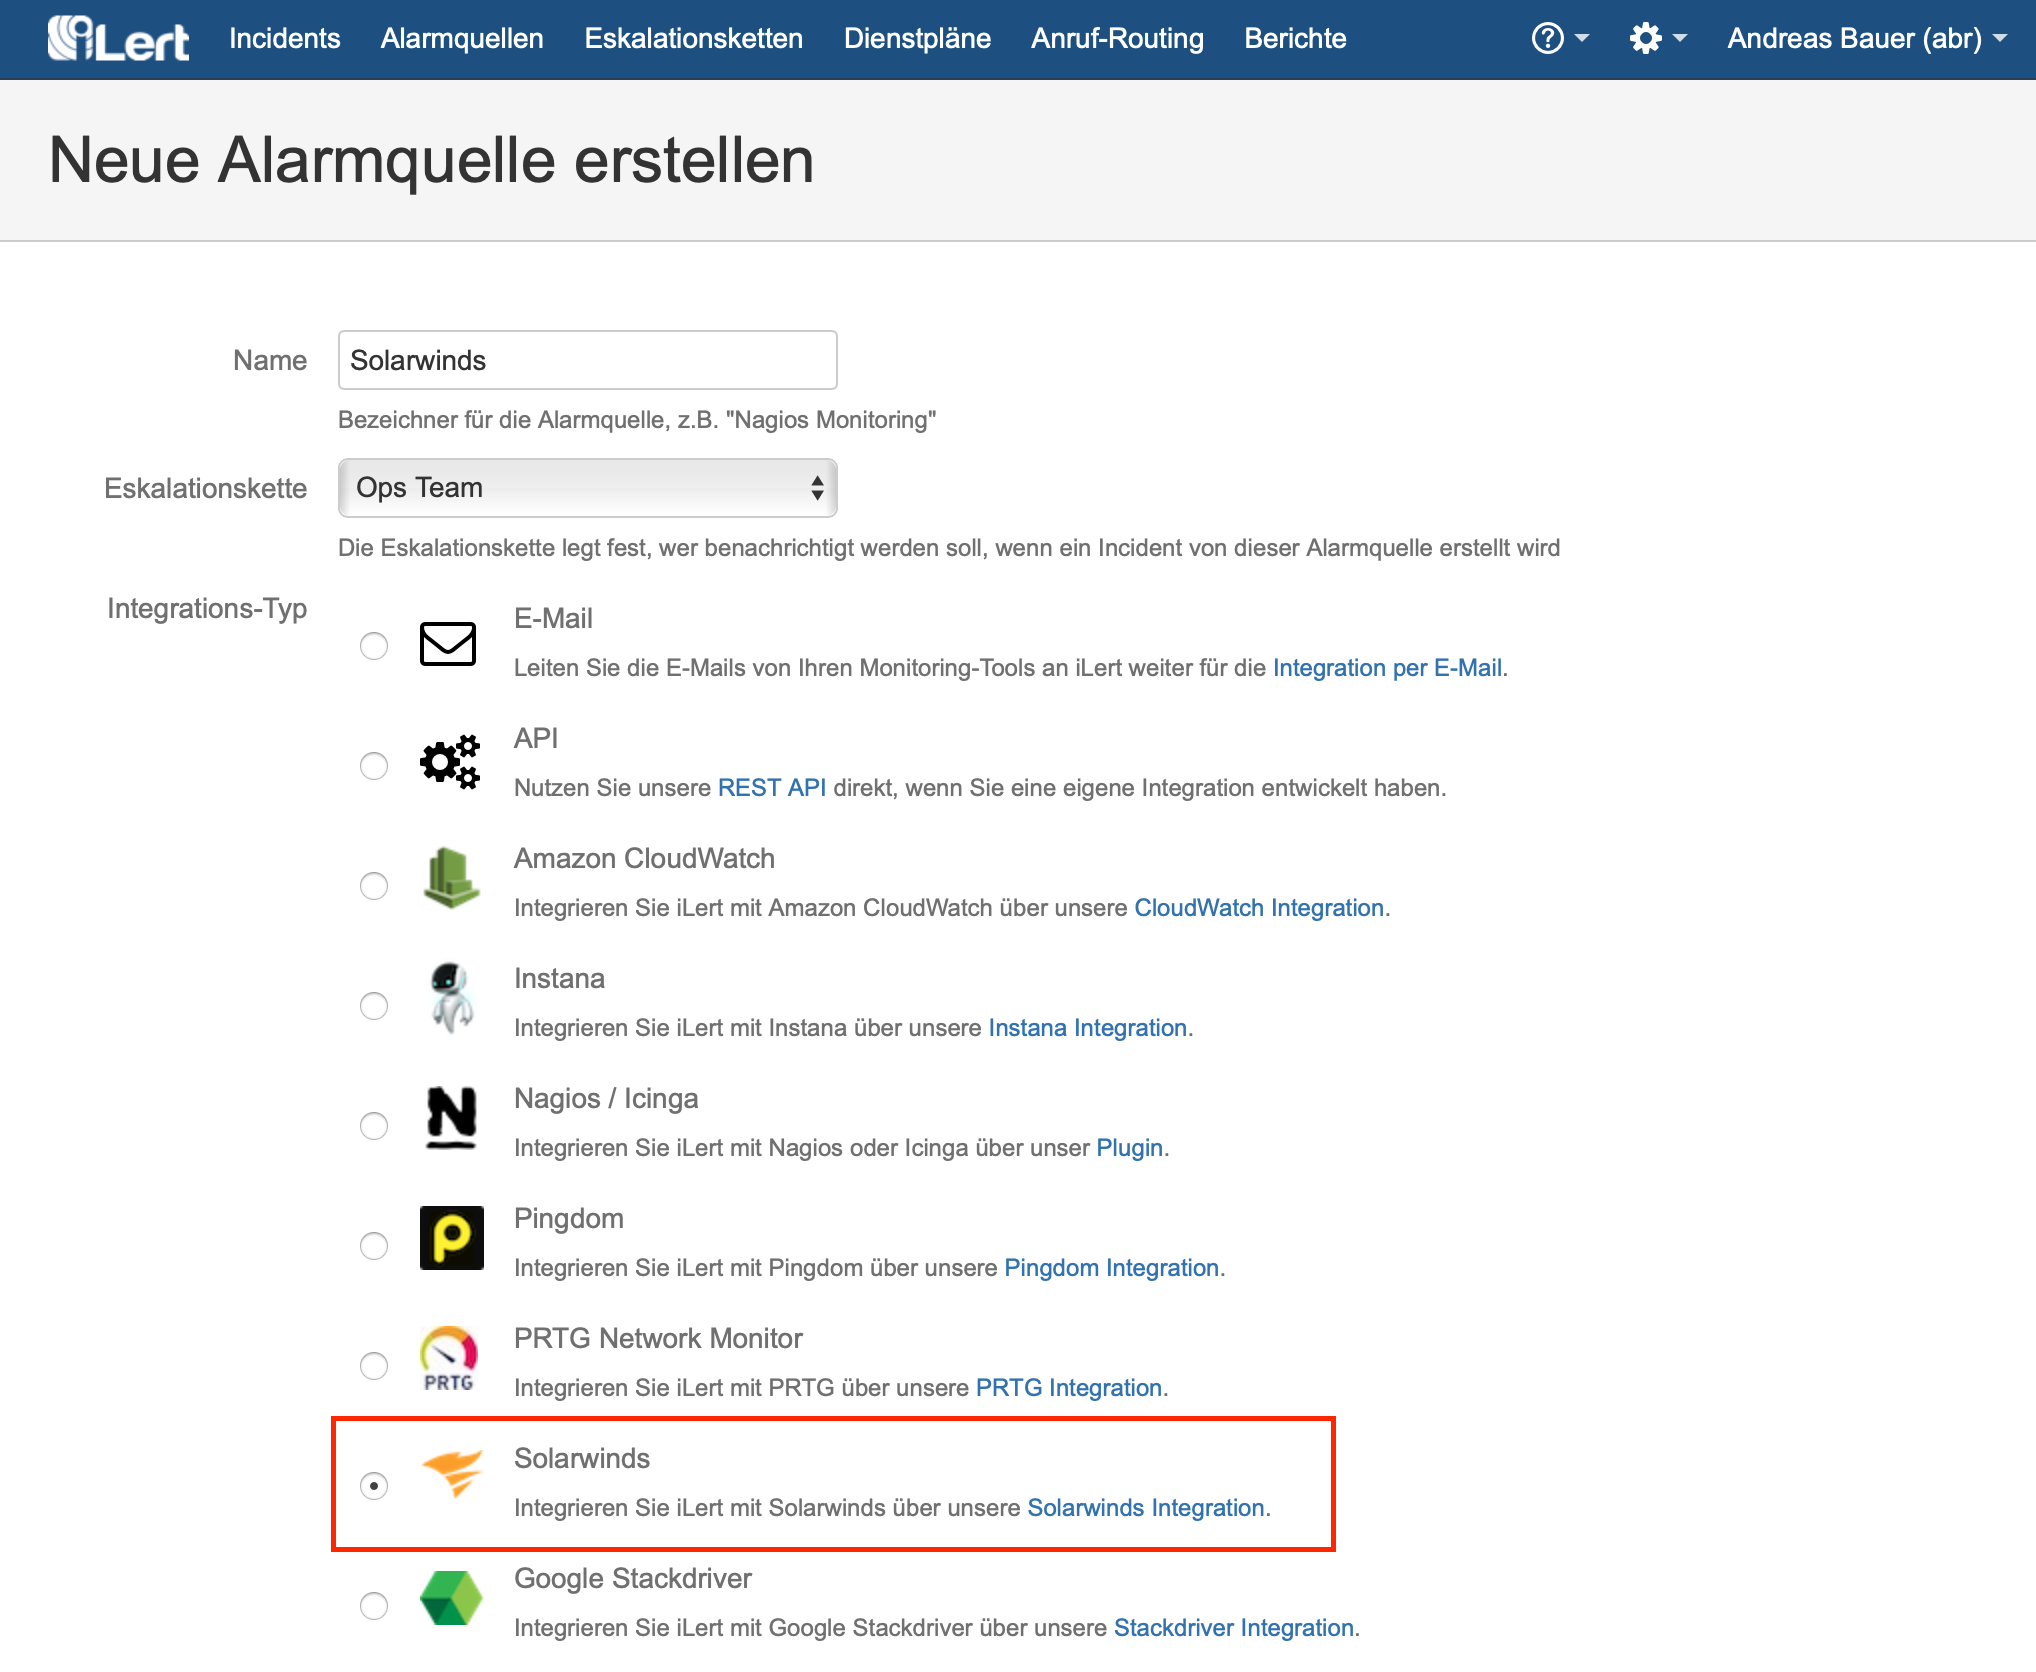 iLert Incidents Alarmquellen Eskalationsketten Dienstpläne Anruf-Routing Berichte ? Andreas Bauer (abr)
Neue Alarmquelle erstellen
Name Solarwinds
Bezeichner für die Alarmquelle, z.B. "Nagios Monitoring"
Eskalationskette Ops Team
Die Eskalationskette legt fest, wer benachrichtigt werden soll, wenn ein Incident von dieser Alarmquelle erstellt wird
Integrations-Typ
E-Mail
Leiten Sie die E-Mails von Ihren Monitoring-Tools an iLert weiter für die Integration per E-Mail.
API
Nutzen Sie unsere REST API direkt, wenn Sie eine eigene Integration entwickelt haben.
Amazon CloudWatch
Integrieren Sie iLert mit Amazon CloudWatch über unsere CloudWatch Integration.
Instana
Integrieren Sie iLert mit Instana über unsere Instana Integration.
N
Nagios / Icinga
Integrieren Sie iLert mit Nagios oder Icinga über unser Plugin.
P
Pingdom
Integrieren Sie iLert mit Pingdom über unsere Pingdom Integration.
PRTG
PRTG Network Monitor
Integrieren Sie iLert mit PRTG über unsere PRTG Integration.
Solarwinds
Integrieren Sie iLert mit Solarwinds über unsere Solarwinds Integration.
Google Stackdriver
Integrieren Sie iLert mit Google Stackdriver über unsere Stackdriver Integration.